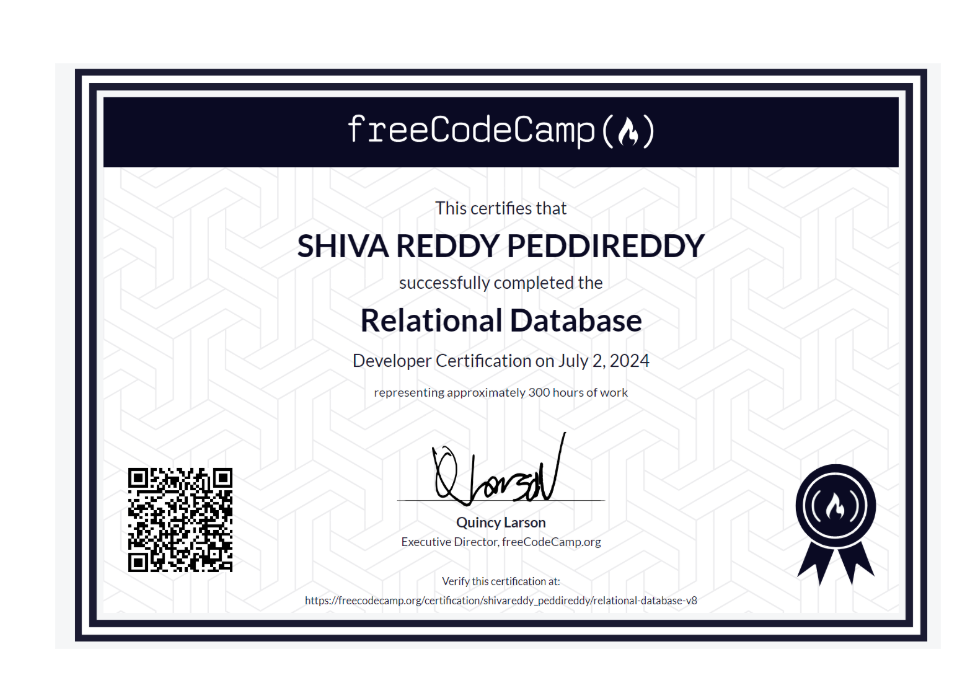 freeCodeCamp(🔥)
This certifies that
SHIVA REDDY PEDDIREDDY
successfully completed the
Relational Database
Developer Certification on July 2, 2024
representing approximately 300 hours of work
Q Larson
Quincy Larson
Executive Director, freeCodeCamp.org
Verify this certification at:
https://freecodecamp.org/certification/shivareddy_peddireddy/relational-database-v8